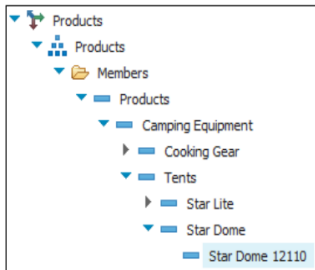 Products
Products
Members
Products
Camping Equipment
Cooking Gear
Tents
Star Lite
Star Dome
Star Dome 12110